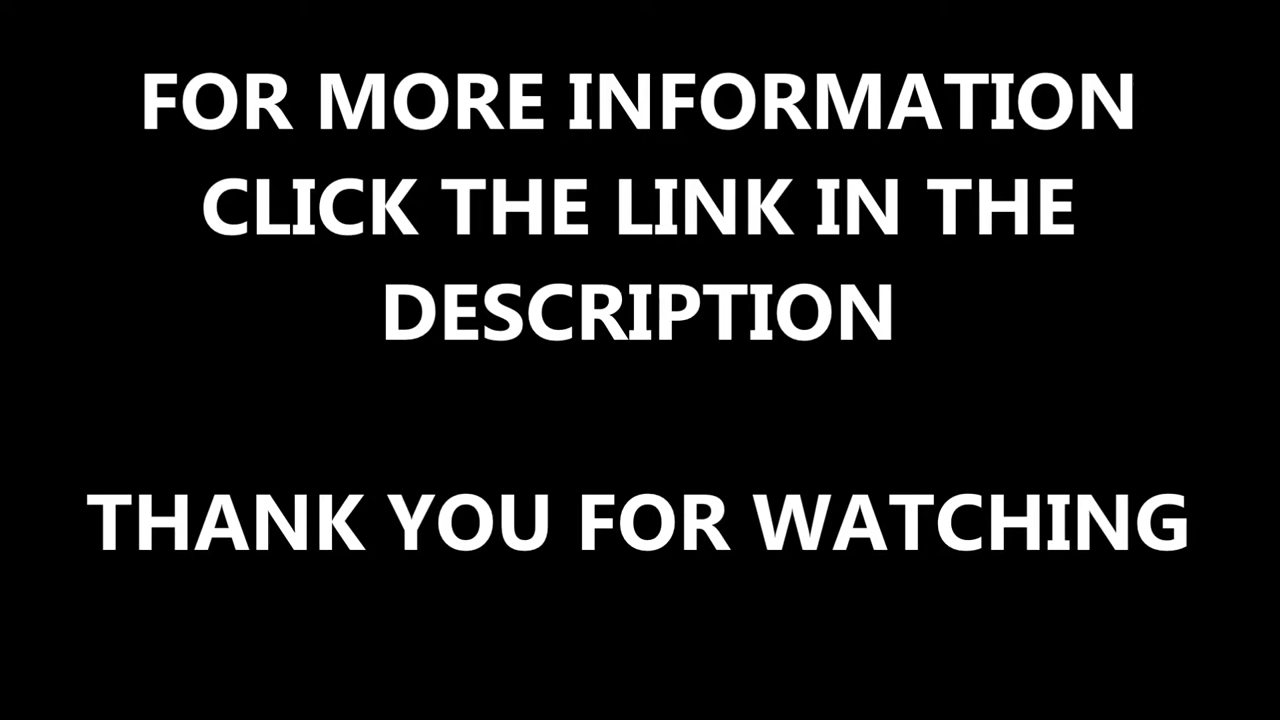 FOR MORE INFORMATION
CLICK THE LINK IN THE
DESCRIPTION
THANK YOU FOR WATCHING